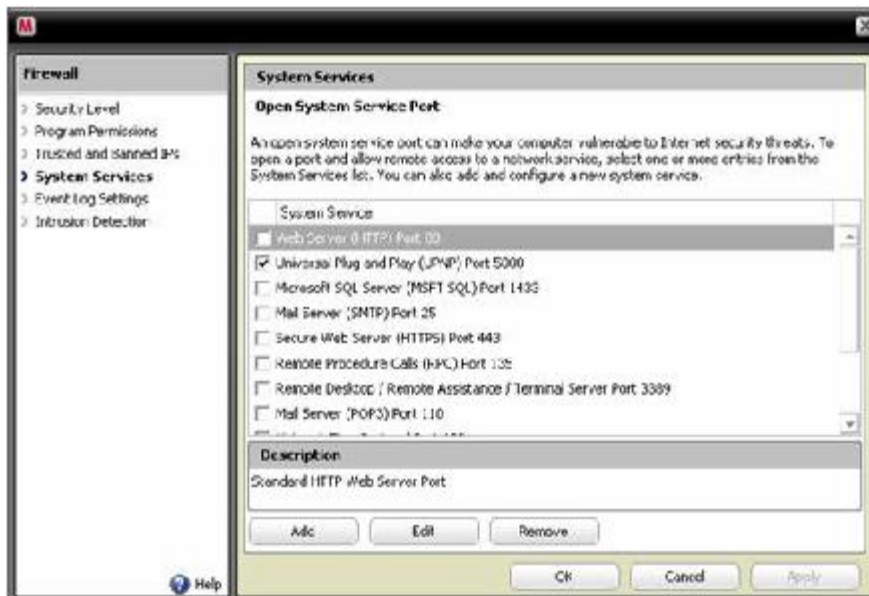 M
Firewall
Security Level
Program Permissions
Trusted and Banned IPs
System Services
Event Log Settings
Intrusion Detection
Help
System Services
Open System Service Port
An open system service port can make your computer vulnerable to Internet security threats. To
open a port and allow remote access to a network service, select one or more entries from the
System Services list. You can also add and configure a new system service.
System Service
Web Server (HTTP) Port 80
Universal Plug and Play (UPNP) Port 5000
Microsoft SQL Server (MSFT SQL) Port 1433
Mail Server (SMTP) Port 25
Secure Web Server (HTTPS) Port 443
Remote Procedure Calls (RPC) Port 135
Remote Desktop / Remote Assistance / Terminal Server Port 3389
Mail Server (POP3) Port 110
Description
Standard HTTP Web Server Port
Add
Edit
Remove
OK
Cancel
Apply